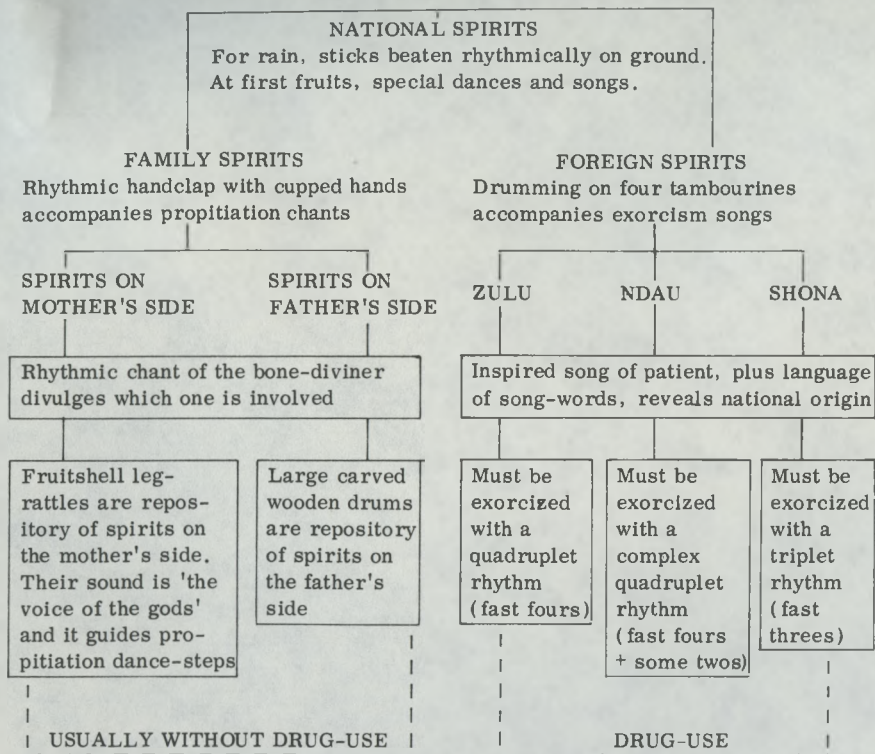 NATIONAL SPIRITS
For rain, sticks beaten rhythmically on ground.
At first fruits, special dances and songs.
FAMILY SPIRITS
Rhythmic handclap with cupped hands
accompanies propitiation chants
FOREIGN SPIRITS
Drumming on four tambourines
accompanies exorcism songs
SPIRITS ON
MOTHER'S SIDE
SPIRITS ON
FATHER'S SIDE
ZULU
NDAU
SHONA
Rhythmic chant of the bone-diviner
divulges which one is involved
Inspired song of patient, plus language
of song-words, reveals national origin
Fruitshell leg-
rattles are repos-
itory of spirits on
the mother's side.
Their sound is 'the
voice of the gods'
and it guides pro-
pitiation dance-steps
Large carved
wooden drums
are repository
of spirits on
the father's
side
Must be
exorcized
with a
quadruplet
rhythm
(fast fours)
Must be
exorcized
with a
complex
quadruplet
rhythm
(fast fours
+ some twos)
Must be
exorcized
with a
triplet
rhythm
(fast
threes)
USUALLY WITHOUT DRUG-USE
DRUG-USE